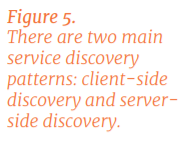 Figure 5.
There are two main
service discovery
patterns: client-side
discovery and server-
side discovery.